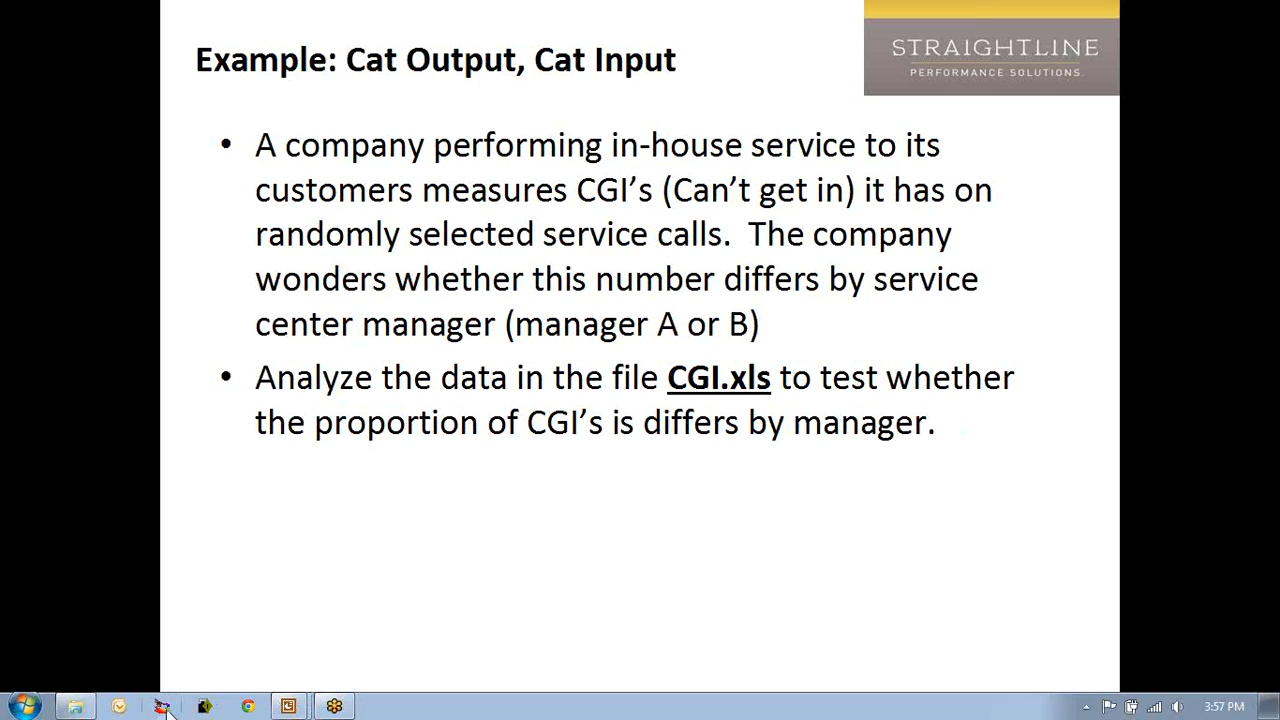 Example: Cat Output, Cat Input
STRAIGHTLINE
PERFORMANCE SOLUTIONS.
• A company performing in-house service to its
customers measures CGI’s (Can’t get in) it has on
randomly selected service calls.  The company
wonders whether this number differs by service
center manager (manager A or B)
• Analyze the data in the file CGI.xls to test whether
the proportion of CGI’s is differs by manager.
3:57 PM